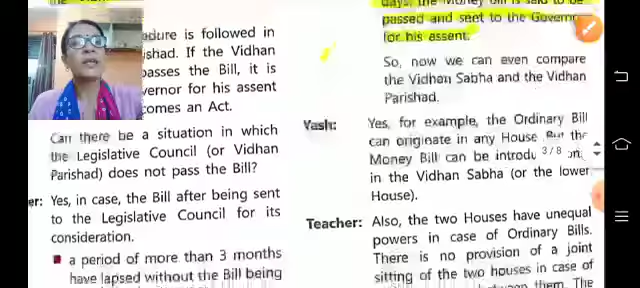 edure is followed in
ishad. If the Vidhan
passes the Bill, it is
vernor for his assent
comes an Act.
Can there be a situation in which
the Legislative Council (or Vidhan
Parishad) does not pass the Bill?
er: Yes, in case, the Bill after being sent
to the Legislative Council for its
consideration.
a period of more than 3 months
have lapsed without the Bill being
days, the Money Bill is said to be
passed and sent to the Governo
for his assent.
So, now we can even compare
the Vidhan Sabha and the Vidhan
Parishad.
Yash: Yes, for example, the Ordinary Bill
can originate in any House. But the
Money Bill can be introdu on
in the Vidhan Sabha (or the lower
House).
3/8
Teacher: Also, the two Houses have unequal
powers in case of Ordinary Bills.
There is no provision of a joint
sitting of the two houses in case of
between them. The